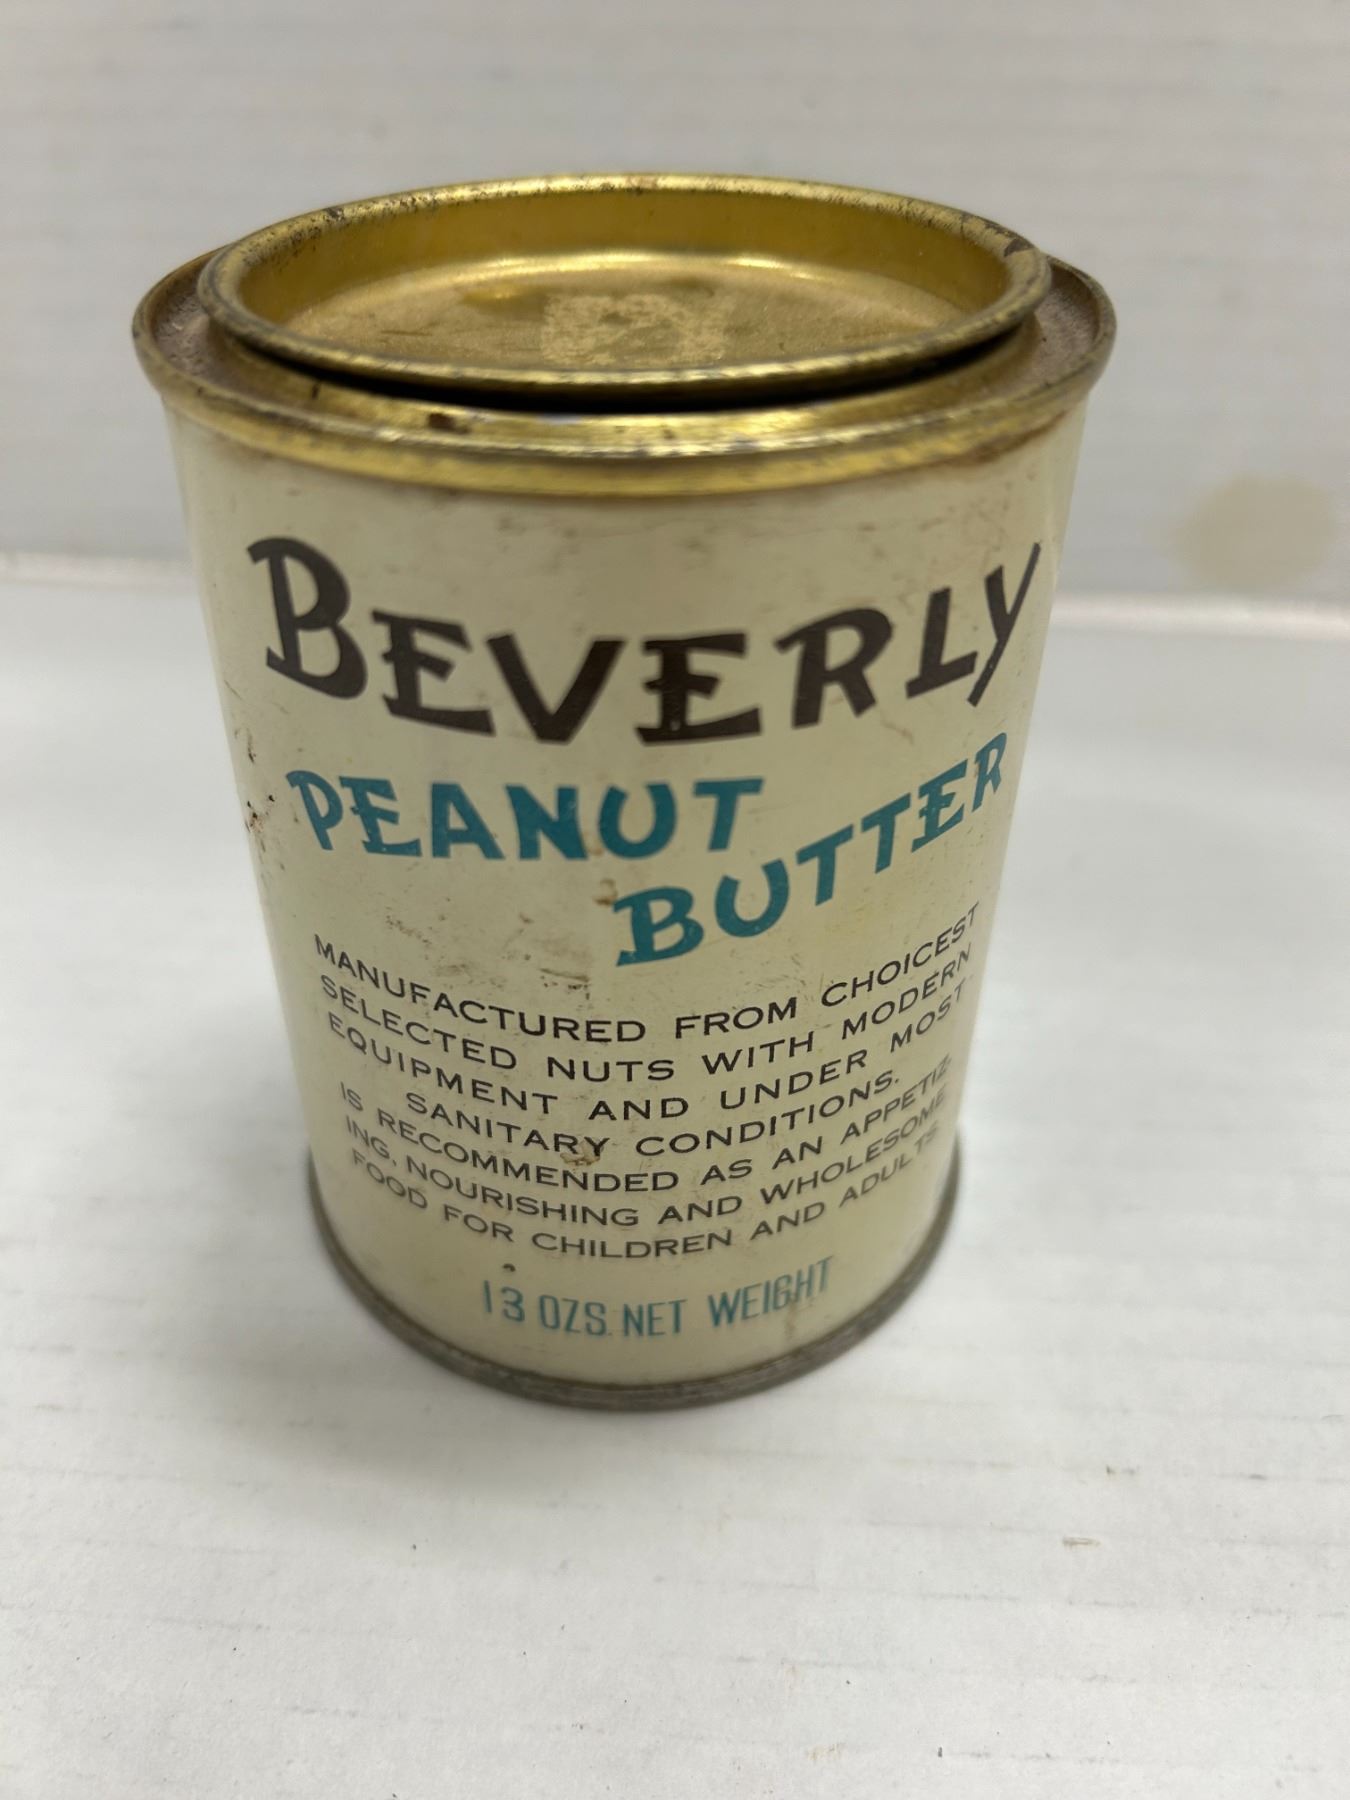 BEVERLY
PEANUT
BUTTER
MANUFACTURED FROM CHOICEST
SELECTED NUTS WITH MODERN
EQUIPMENT AND UNDER MOST
SANITARY CONDITIONS.
IS RECOMMENDED AS AN APPETIZ-
ING, NOURISHING AND WHOLESOME
FOOD FOR CHILDREN AND ADULTS.
13 OZS. NET WEIGHT